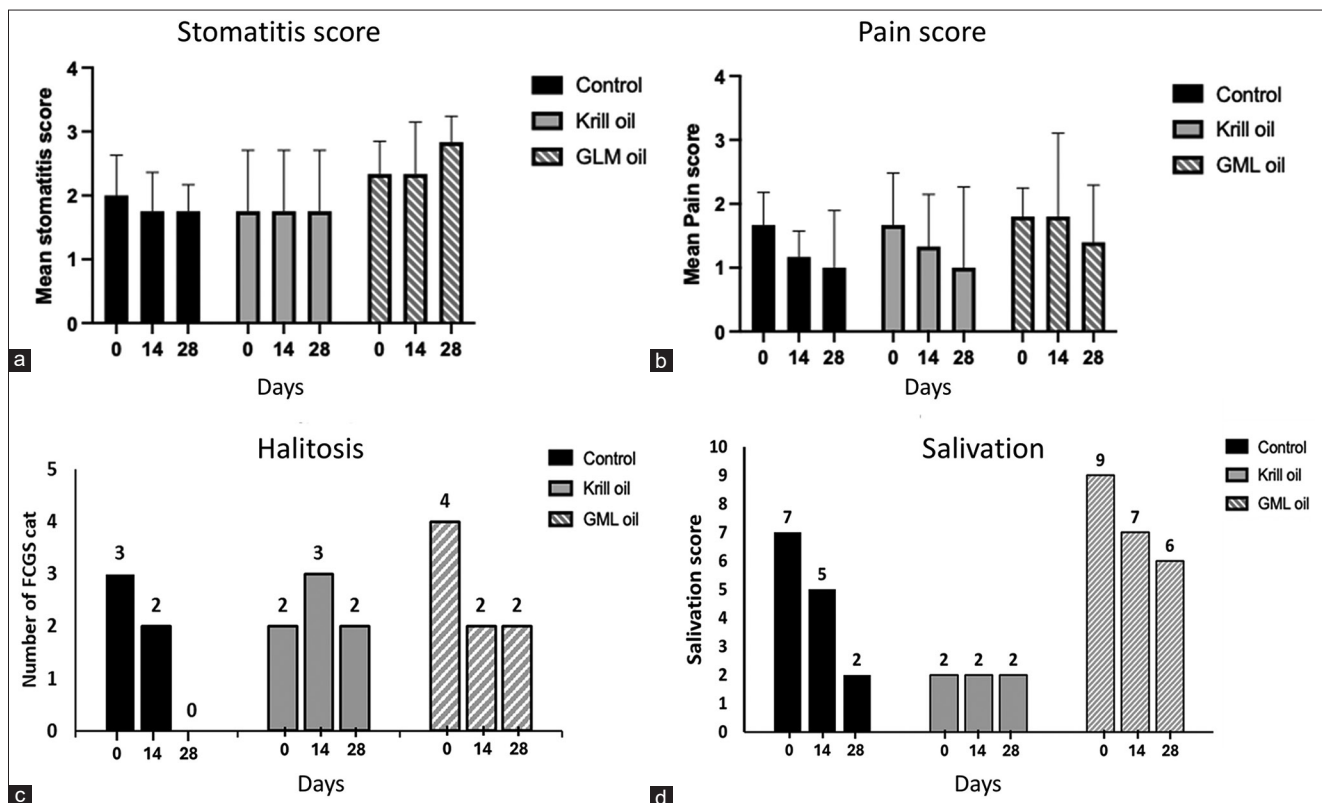 Stomatitis score
Mean stomatitis score
4
3
2
1
0
0 14 28 0 14 28 0 14 28
Days
Control
Krill oil
GLM oil
a
Pain score
Mean Pain score
4
3
2
1
0
0 14 28 0 14 28 0 14 28
Days
Control
Krill oil
GML oil
b
Halitosis
Number of FCGS cat
5
4
3
2
1
0
3 2 0 2 3 2 4 2 2
0 14 28 0 14 28 0 14 28
Days
Control
Krill oil
GML oil
c
Salivation
Salivation score
10
9
8
7
6
5
4
3
2
1
0
7 5 2 2 2 2 9 7 6
0 14 28 0 14 28 0 14 28
Days
Control
Krill oil
GML oil
d